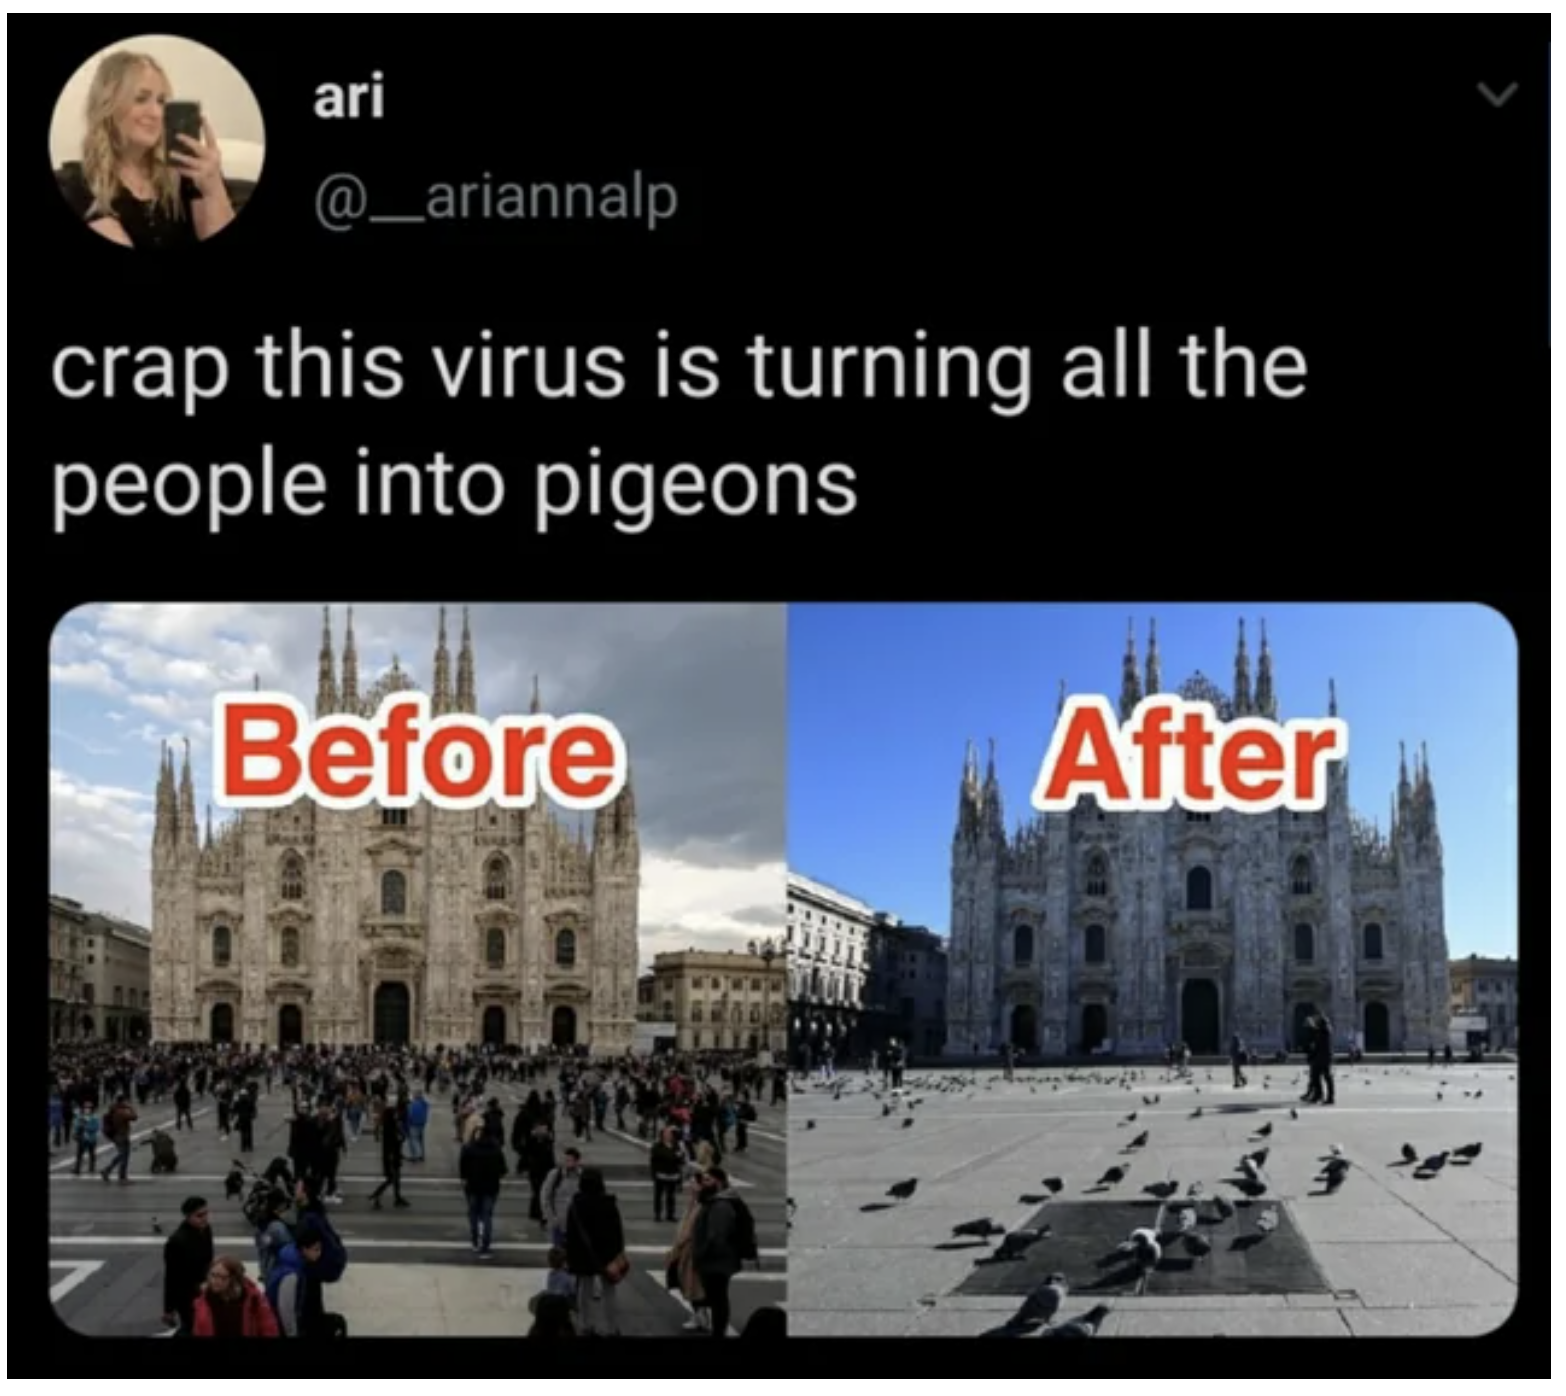 ari
@__ariannalp
crap this virus is turning all the
people into pigeons
Before
After